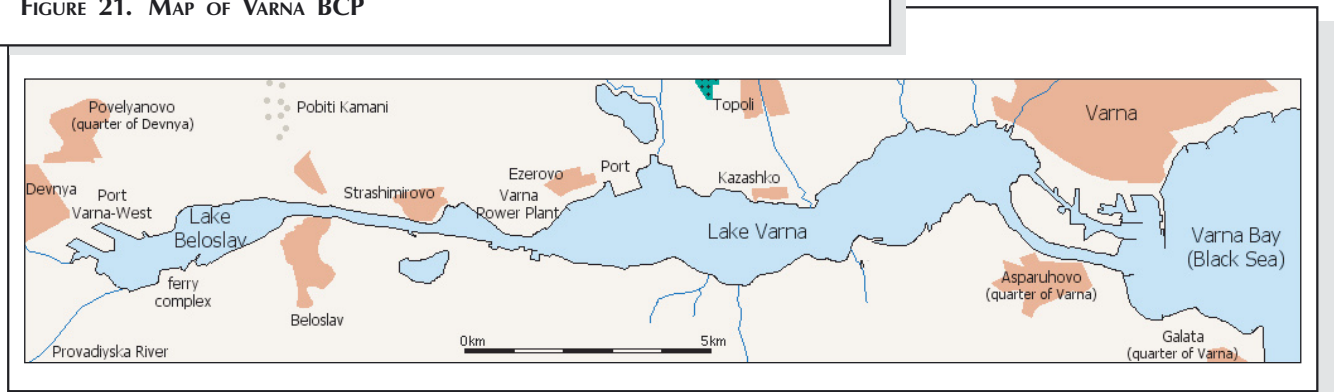 FIGURE 21. MAP OF VARNA BCP
Povelyanovo
(quarter of Devnya)
Pobiti Kamani
Topoli
Varna
Devnya
Port
Varna-West
Lake
Beloslav
Strashimirovo
Ezerovo
Port
Varna
Power Plant
Kazashko
Lake Varna
Varna Bay
(Black Sea)
ferry
complex
Beloslav
Asparuhovo
(quarter of Varna)
0km 5km
Provadiyska River
Galata
(quarter of Varna)